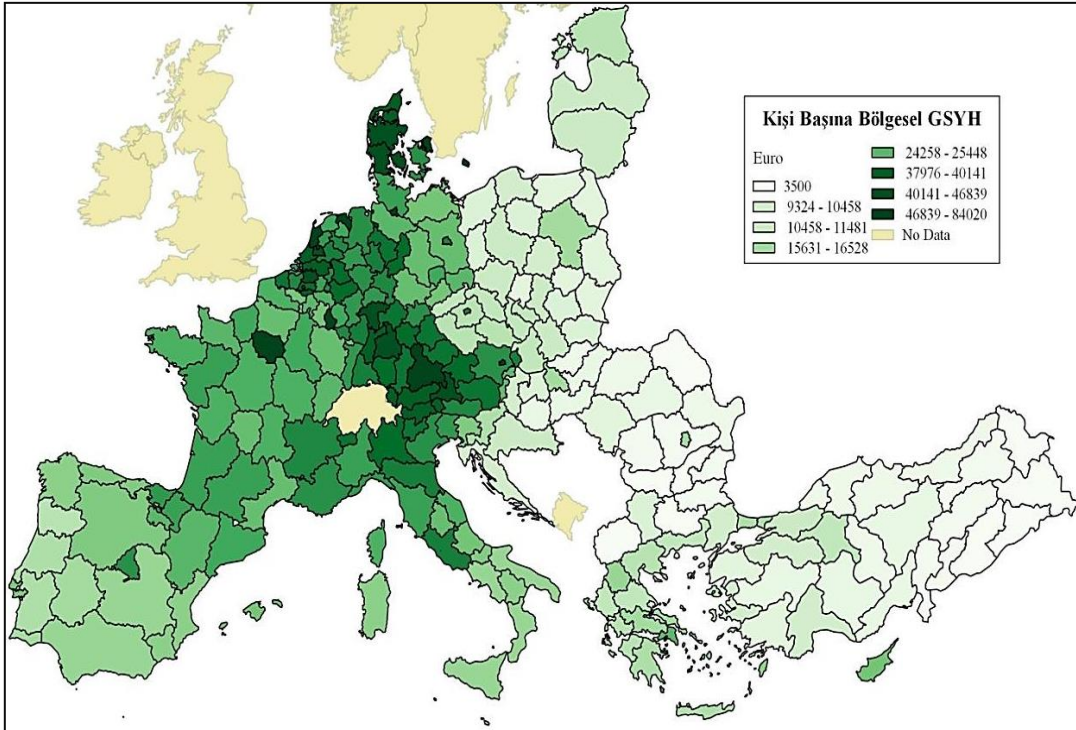 Kişi Başına Bölgesel GSYH
Euro
3500
9324 - 10458
10458 - 11481
15631 - 16528
24258 - 25448
37976 - 40141
40141 - 46839
46839 - 84020
No Data